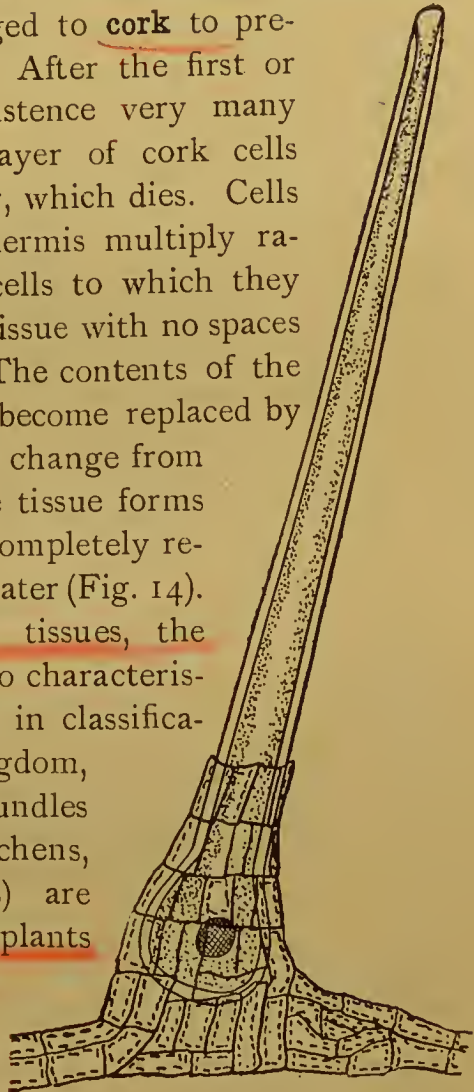 ged to cork to pre-
After the first or
istence very many
ayer of cork cells
, which dies. Cells
dermis multiply ra-
cells to which they
issue with no spaces
The contents of the
become replaced by
change from
tissue forms
ompletely re-
ater (Fig. 14).
tissues, the
o characteris-
in classifica-
gdom,
undles
chens,
) are
plants